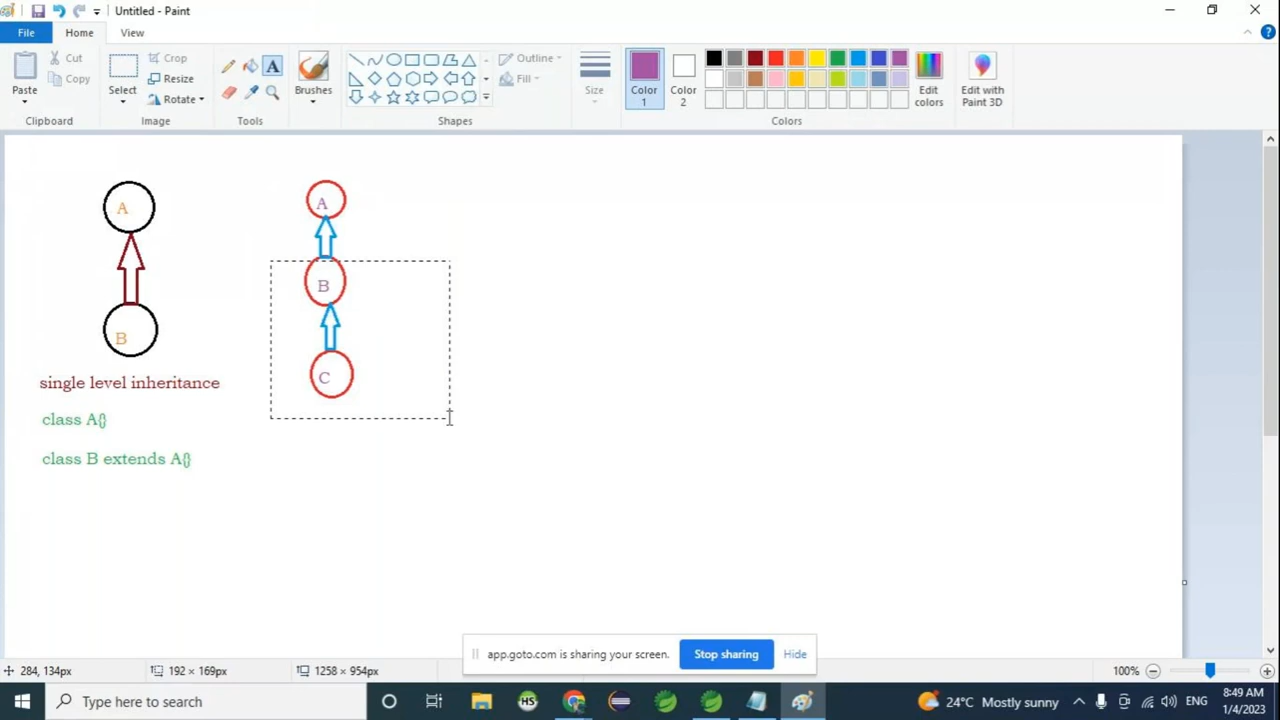 Untitled - Paint
File
Home
View
Paste
Cut
Copy
Clipboard
Select
Crop
Resize
Rotate
Image
A
Tools
Brushes
Outline
Fill
Shapes
Size
Color
1
Color
2
Edit
colors
Edit with
Paint 3D
Colors
A
B
single level inheritance
class A{}
class B extends A{}
A
B
C
app.goto.com is sharing your screen.
Stop sharing
Hide
284, 134px
192 × 169px
1258 × 954px
100%
Type here to search
HS
24°C Mostly sunny
ENG
8:49 AM
1/4/2023